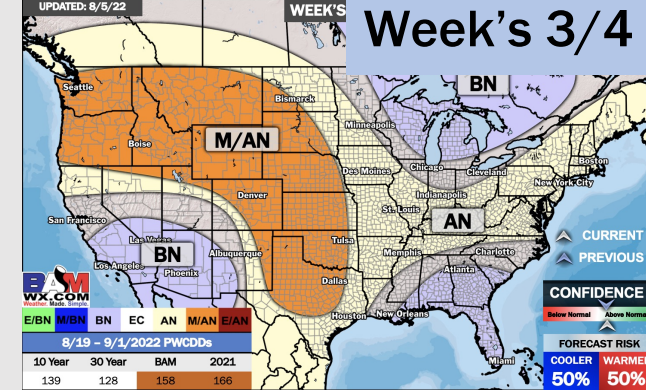 UPDATED: 8/5/22
WEEK'S
Week's 3/4
BN
Seattle
Bismarck
Minneapolis
Boise
M/AN
Boston
Des Moines
Chicago
Cleveland
New York City
Denver
Indianapolis
St. Louis
San Francisco
AN
CURRENT
Las Vegas
BN
Albuquerque
Tulsa
Memphis
Charlotte
PREVIOUS
Los Angeles
Phoenix
Atlanta
BAM
WX.COM
Weather. Made. Simple.
Dallas
CONFIDENCE
Houston
New Orleans
Below Normal
Above Norma
E/BN M/BN BN EC AN M/AN E/AN
8/19 – 9/1/2022 PWCDDs
FORECAST RISK
10 Year 30 Year BAM 2021
Miami
COOLER WARME
139 128 158 166
50% 50%